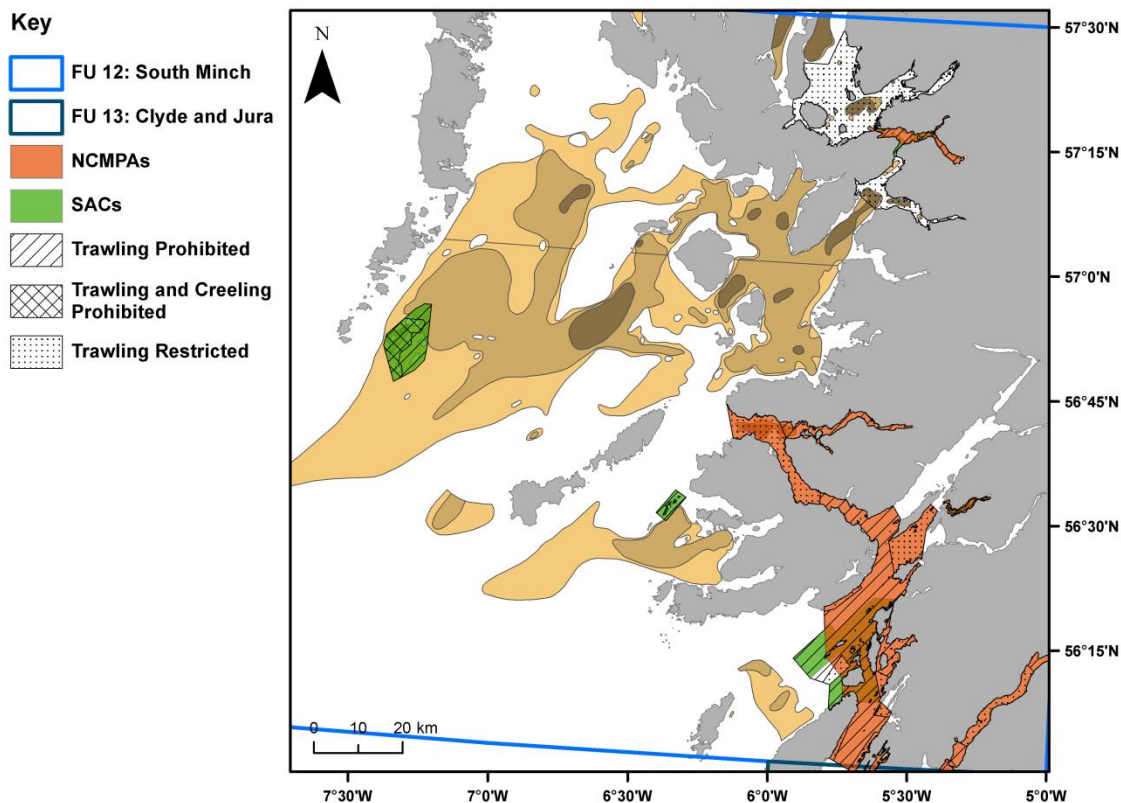 Key
FU 12: South Minch
FU 13: Clyde and Jura
NCMPAs
SACs
Trawling Prohibited
Trawling and Creeling
Prohibited
Trawling Restricted
N
57°30'N
57°15'N
57°0'N
56°45'N
56°30'N
56°15'N
0 10 20 km
7°30'W 7°0'W 6°30'W 6°0'W 5°30'W 5°0'W